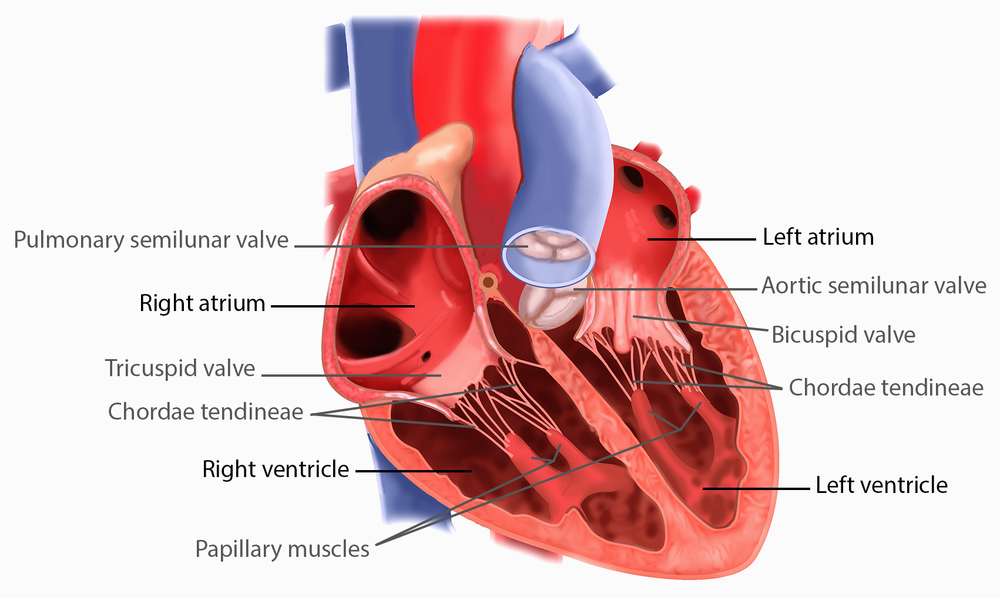 Pulmonary semilunar valve
Right atrium
Tricuspid valve
Chordae tendineae
Right ventricle
Papillary muscles
Left atrium
Aortic semilunar valve
Bicuspid valve
Chordae tendineae
Left ventricle